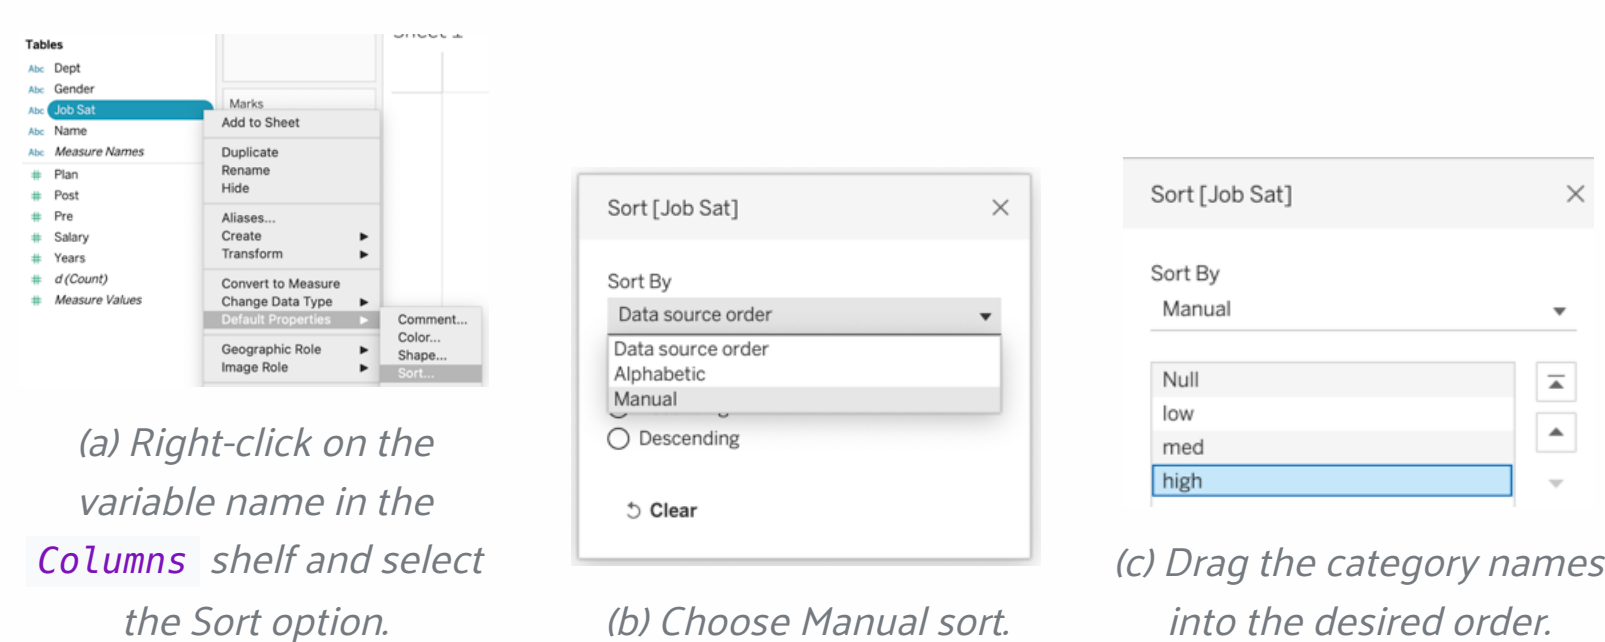 Tables
Abc Dept
Abc Gender
Abc Job Sat
Abc Name
Abc Measure Names
# Plan
# Post
# Pre
# Salary
# Years
# d (Count)
# Measure Values
Marks
Add to Sheet
Duplicate
Rename
Hide
Aliases...
Create
Transform
Convert to Measure
Change Data Type
Default Properties
Geographic Role
Image Role
Comment...
Color...
Shape...
Sort...
(a) Right-click on the
variable name in the
Columns shelf and select
the Sort option.
Sort [Job Sat]
Sort By
Data source order
Data source order
Alphabetic
Manual
Descending
Clear
(b) Choose Manual sort.
Sort [Job Sat]
Sort By
Manual
Null
low
med
high
(c) Drag the category names
into the desired order.